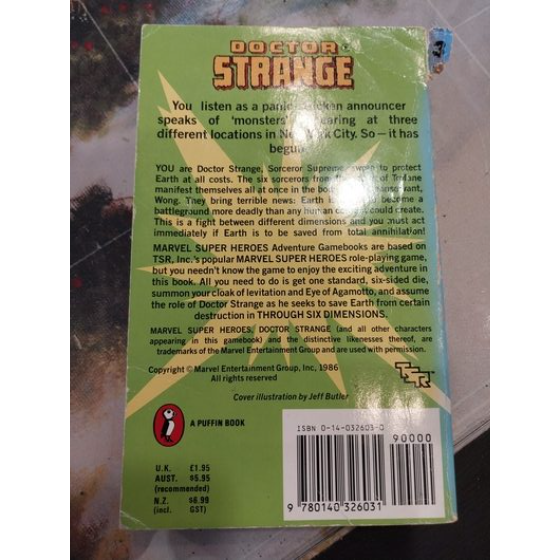 DOCTOR
STRANGE
You listen as a panic-stricken announcer
speaks of 'monsters' appearing at three
different locations in New York City. So – it has
begun
YOU are Doctor Strange, Sorceror Supreme, sworn to protect
Earth at all costs. The six sorcerors from the of
manifest themselves all at once in the body of your manservant,
Wong. They bring terrible news: Earth is to become a
battleground more deadly than any human could create.
This is a fight between different dimensions and you must act
immediately if Earth is to be saved from total annihilation!
MARVEL SUPER HEROES Adventure Gamebooks are based on
TSR, Inc.'s popular MARVEL SUPER HEROES role-playing game,
but you needn't know the game to enjoy the exciting adventure in
this book. All you need to do is get one standard, six-sided die,
summon your cloak of levitation and Eye of Agamotto, and assume
the role of Doctor Strange as he seeks to save Earth from certain
destruction in THROUGH SIX DIMENSIONS.
MARVEL SUPER HEROES, DOCTOR STRANGE (and all other characters
appearing in this gamebook) and the distinctive likenesses thereof, are
trademarks of the Marvel Entertainment Group and are used with permission.
Copyright © Marvel Entertainment Group, Inc, 1986
All rights reserved
TSR
Cover illustration by Jeff Butler
A PUFFIN BOOK
ISBN 0-14-032603-0
90000
U.K. £1.95
AUST. $5.95
(recommended)
N.Z. $8.99
(incl. GST)
9 780140 326031